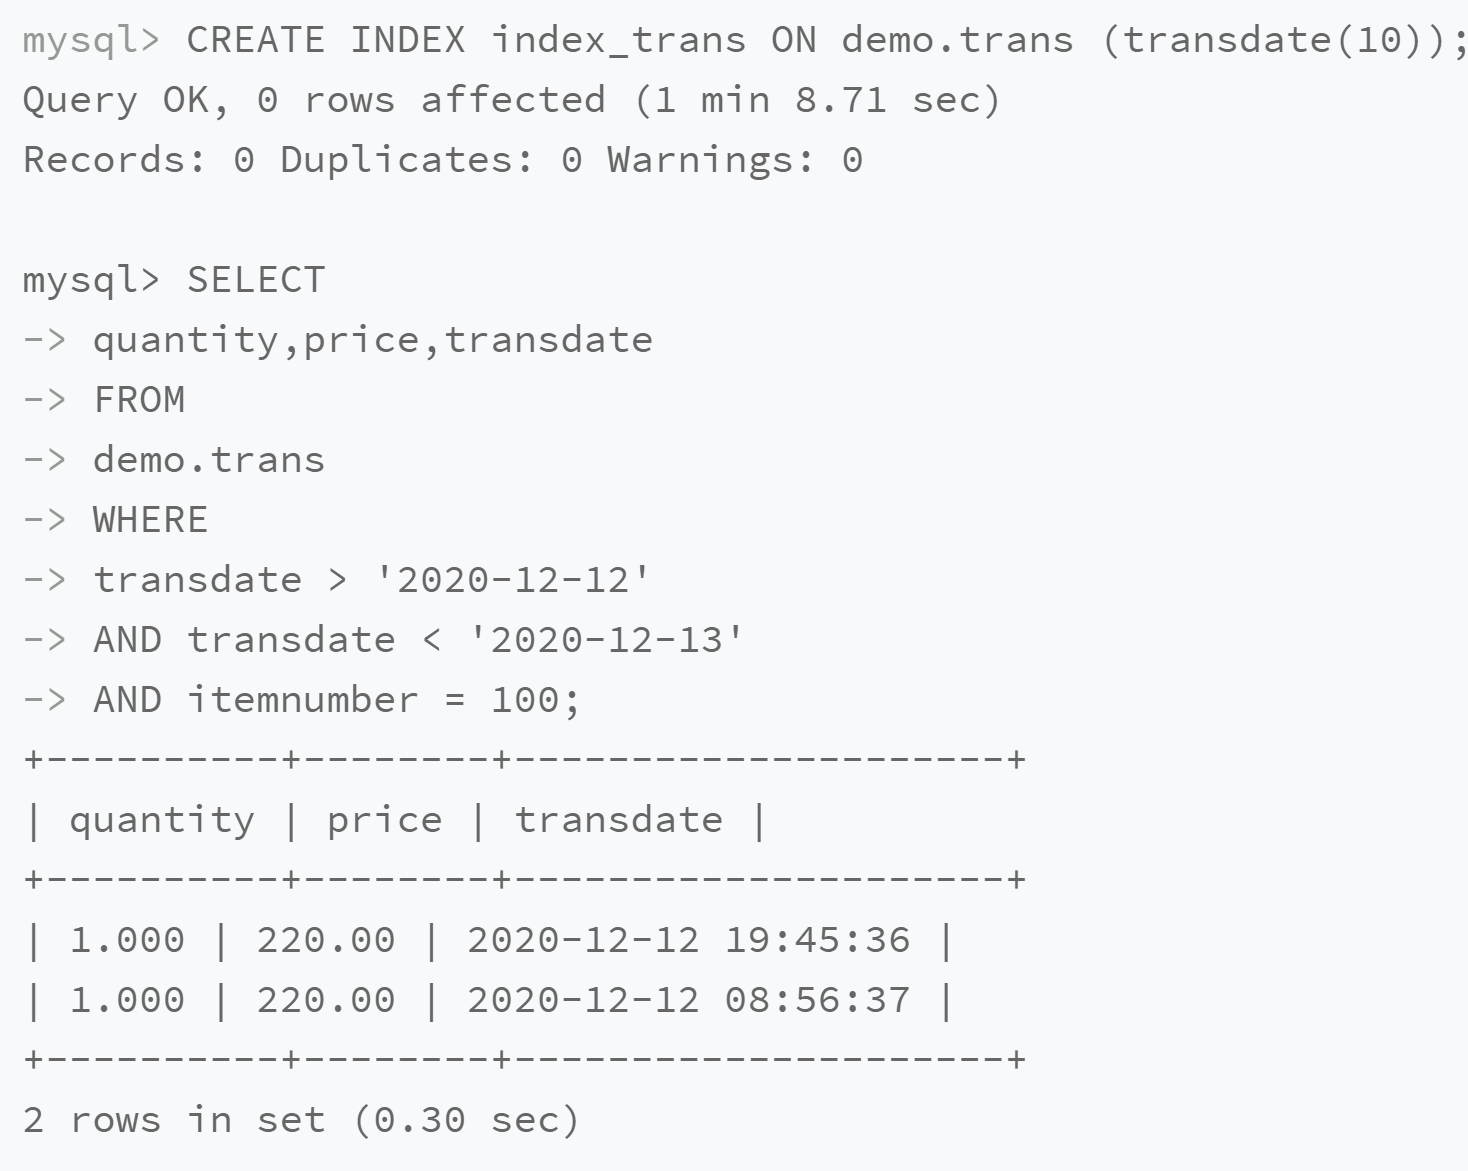 mysql> CREATE INDEX index_trans ON demo.trans (transdate(10));
Query OK, 0 rows affected (1 min 8.71 sec)
Records: 0 Duplicates: 0 Warnings: 0

mysql> SELECT
-> quantity,price,transdate
-> FROM
-> demo.trans
-> WHERE
-> transdate > '2020-12-12'
-> AND transdate < '2020-12-13'
-> AND itemnumber = 100;
+----------+--------+---------------------+
| quantity | price | transdate |
+----------+--------+---------------------+
| 1.000 | 220.00 | 2020-12-12 19:45:36 |
| 1.000 | 220.00 | 2020-12-12 08:56:37 |
+----------+--------+---------------------+
2 rows in set (0.30 sec)